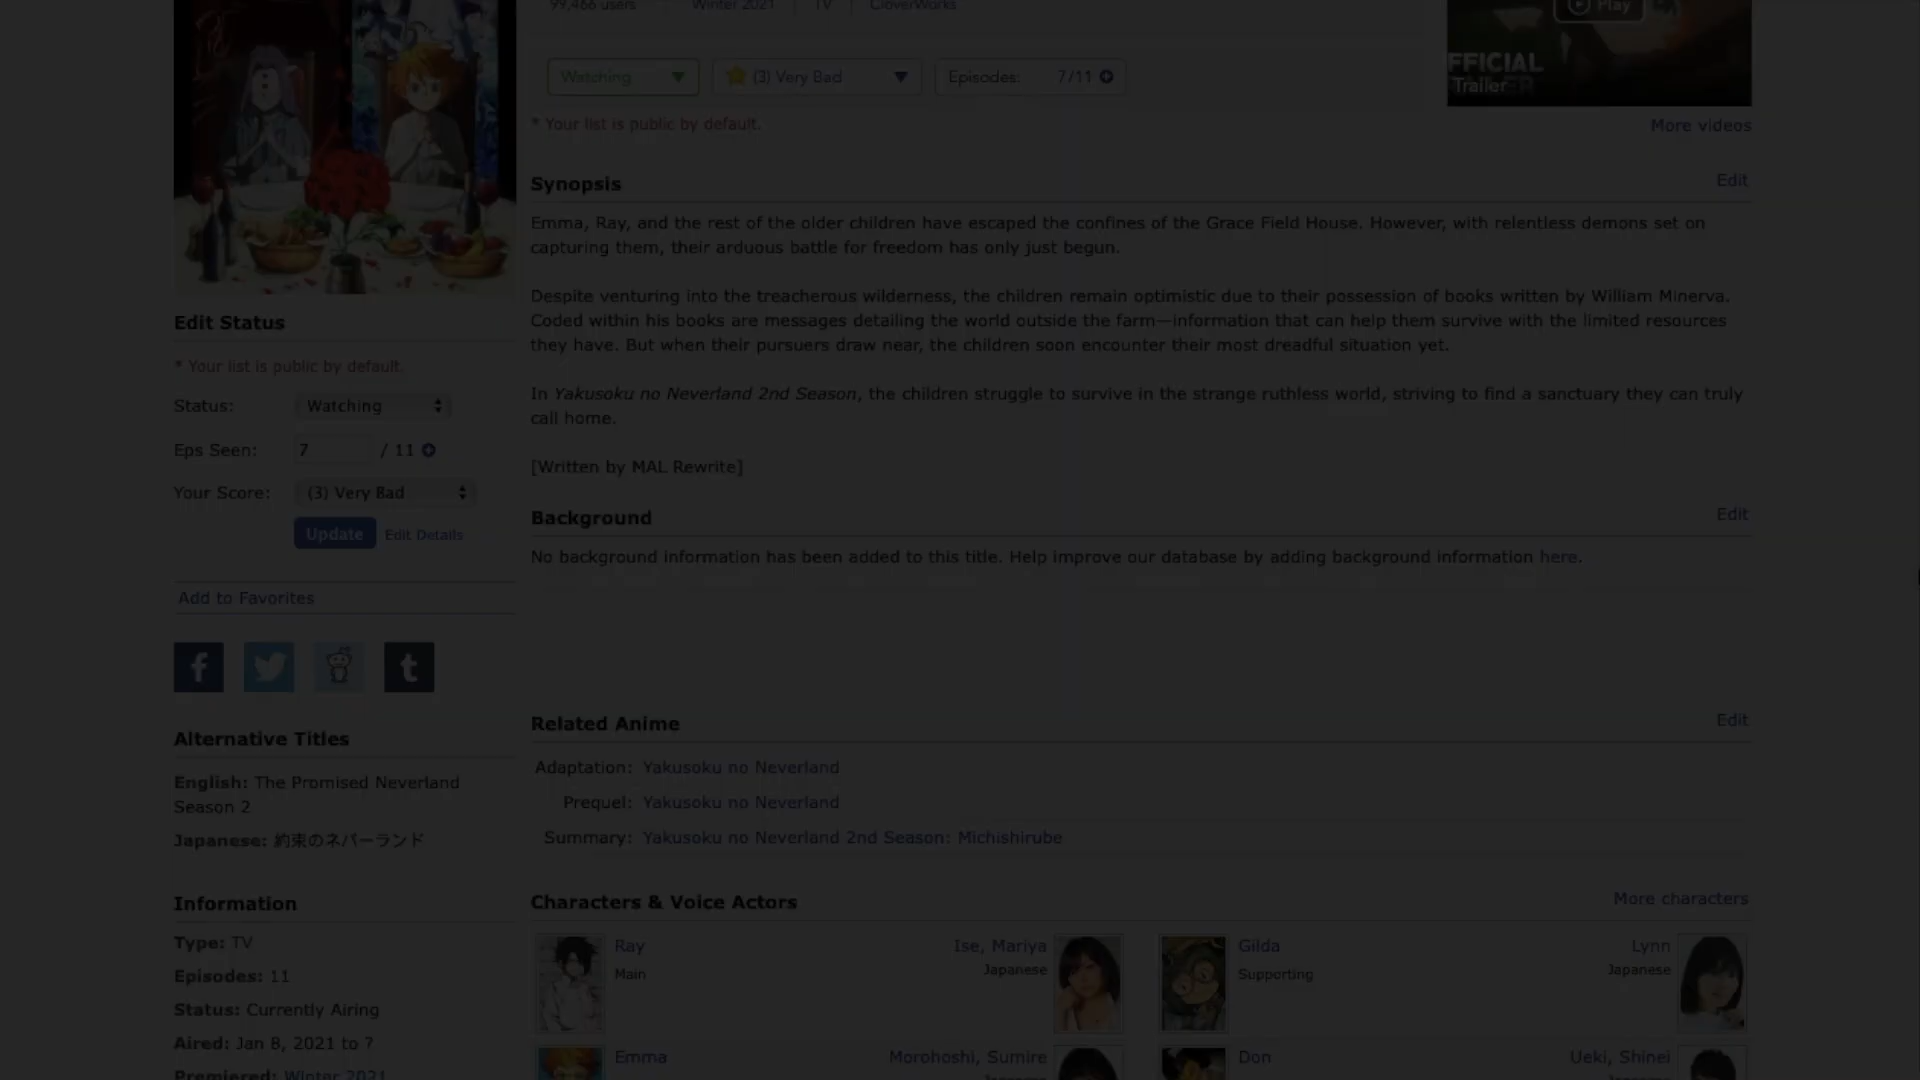 99,466 users
Winter 2021
TV
CloverWorks
Play
FFICIAL
Trailer
More videos
Watching
(3) Very Bad
Episodes: 7/11
* Your list is public by default.
Synopsis
Edit
Emma, Ray, and the rest of the older children have escaped the confines of the Grace Field House. However, with relentless demons set on
capturing them, their arduous battle for freedom has only just begun.
Despite venturing into the treacherous wilderness, the children remain optimistic due to their possession of books written by William Minerva.
Coded within his books are messages detailing the world outside the farm—information that can help them survive with the limited resources
they have. But when their pursuers draw near, the children soon encounter their most dreadful situation yet.
In Yakusoku no Neverland 2nd Season, the children struggle to survive in the strange ruthless world, striving to find a sanctuary they can truly
call home.
[Written by MAL Rewrite]
Background
Edit
No background information has been added to this title. Help improve our database by adding background information here.
Edit Status
* Your list is public by default.
Status: Watching
Eps Seen: 7 / 11
Your Score: (3) Very Bad
Update Edit Details
Add to Favorites
Alternative Titles
English: The Promised Neverland
Season 2
Japanese: 約束のネバーランド
Information
Type: TV
Episodes: 11
Status: Currently Airing
Aired: Jan 8, 2021 to ?
Premiered: Winter 2021
Related Anime
Edit
Adaptation: Yakusoku no Neverland
Prequel: Yakusoku no Neverland
Summary: Yakusoku no Neverland 2nd Season: Michishirube
Characters & Voice Actors
More characters
Ray
Main
Ise, Mariya
Japanese
Gilda
Supporting
Lynn
Japanese
Emma
Morohoshi, Sumire
Don
Ueki, Shinei